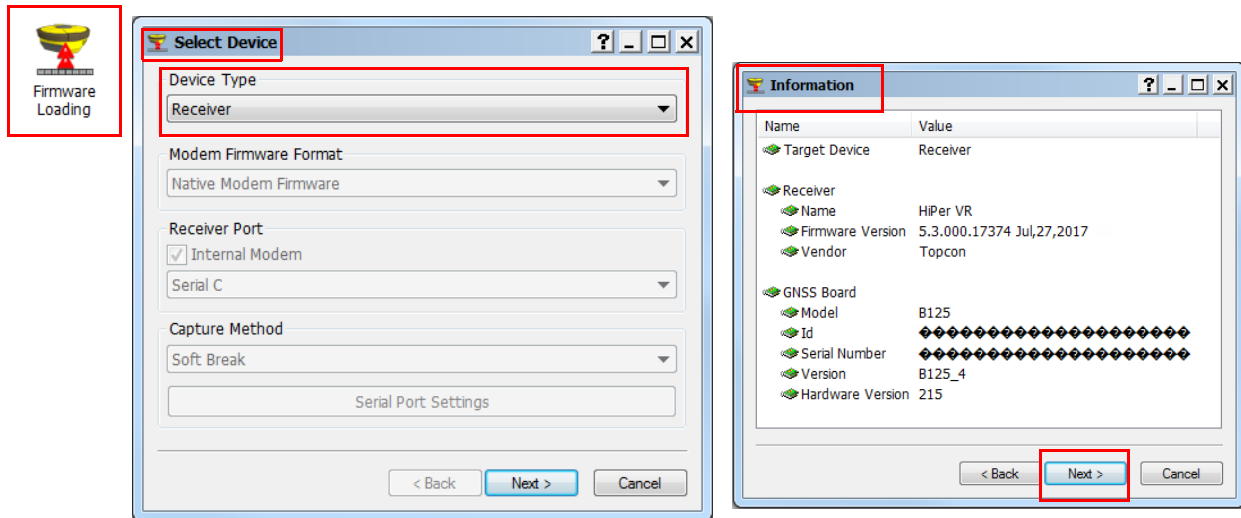 Firmware
Loading
Select Device
Device Type
Receiver
Modem Firmware Format
Native Modem Firmware
Receiver Port
Internal Modem
Serial C
Capture Method
Soft Break
Serial Port Settings
< Back Next > Cancel
Information
Name Value
Target Device Receiver
Receiver
Name HiPer VR
Firmware Version 5.3.000.17374 Jul,27,2017
Vendor Topcon
GNSS Board
Model B125
Id ��������������������
Serial Number ��������������������
Version B125_4
Hardware Version 215
< Back Next > Cancel